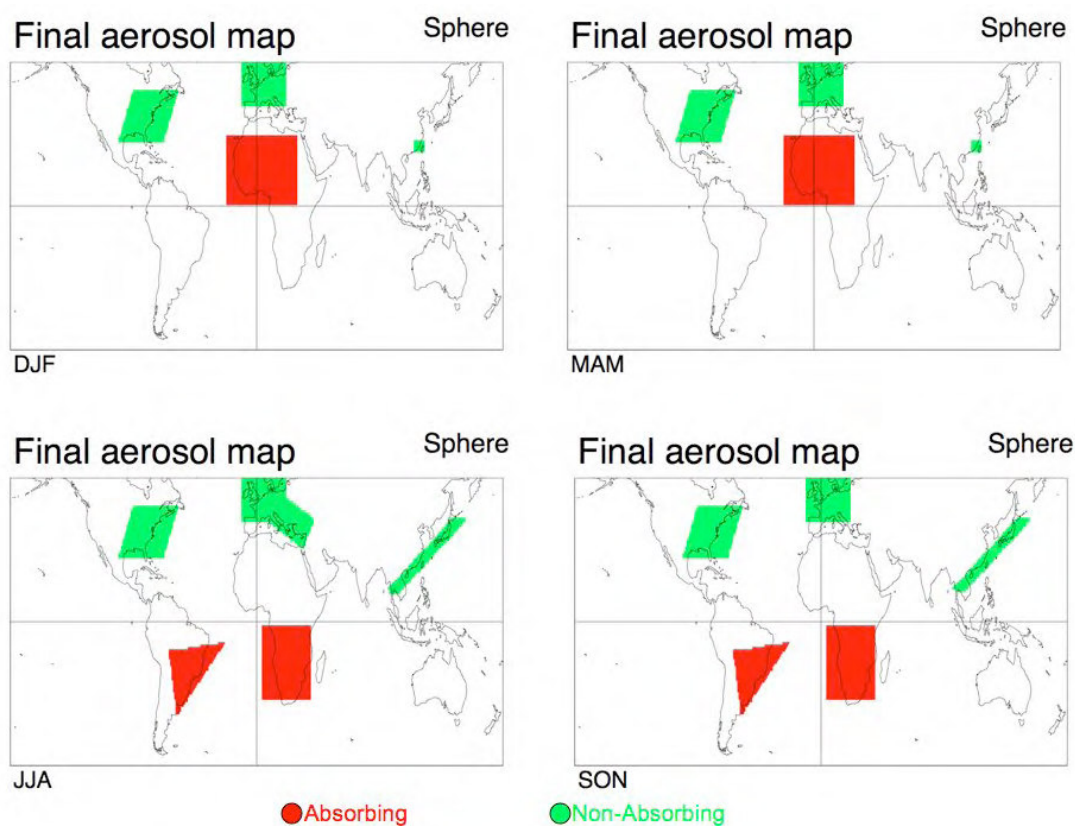 Final aerosol map Sphere
DJF
Final aerosol map Sphere
MAM
Final aerosol map Sphere
JJA
Final aerosol map Sphere
SON
Absorbing Non-Absorbing